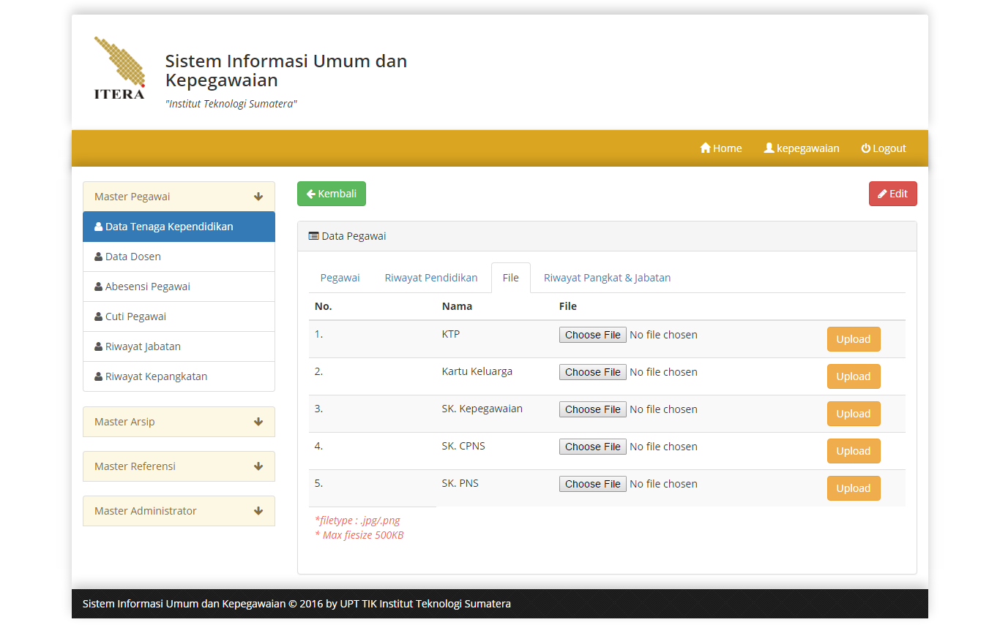 ITERA
Sistem Informasi Umum dan
Kepegawaian
"Institut Teknologi Sumatera"
Home kepegawaian Logout
Master Pegawai
Data Tenaga Kependidikan
Data Dosen
Abesensi Pegawai
Cuti Pegawai
Riwayat Jabatan
Riwayat Kepangkatan
Master Arsip
Master Referensi
Master Administrator
Kembali Edit
Data Pegawai
Pegawai Riwayat Pendidikan File Riwayat Pangkat & Jabatan
No. Nama File
1. KTP Choose File No file chosen Upload
2. Kartu Keluarga Choose File No file chosen Upload
3. SK. Kepegawaian Choose File No file chosen Upload
4. SK. CPNS Choose File No file chosen Upload
5. SK. PNS Choose File No file chosen Upload
*filetype : .jpg/.png
* Max fiesize 500KB
Sistem Informasi Umum dan Kepegawaian © 2016 by UPT TIK Institut Teknologi Sumatera